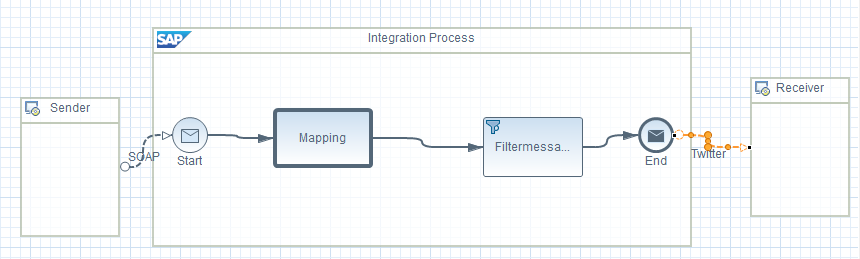 SAP
Integration Process
Sender
Receiver
Mapping
Filtermessa...
SOAP
Start
End
Twitter